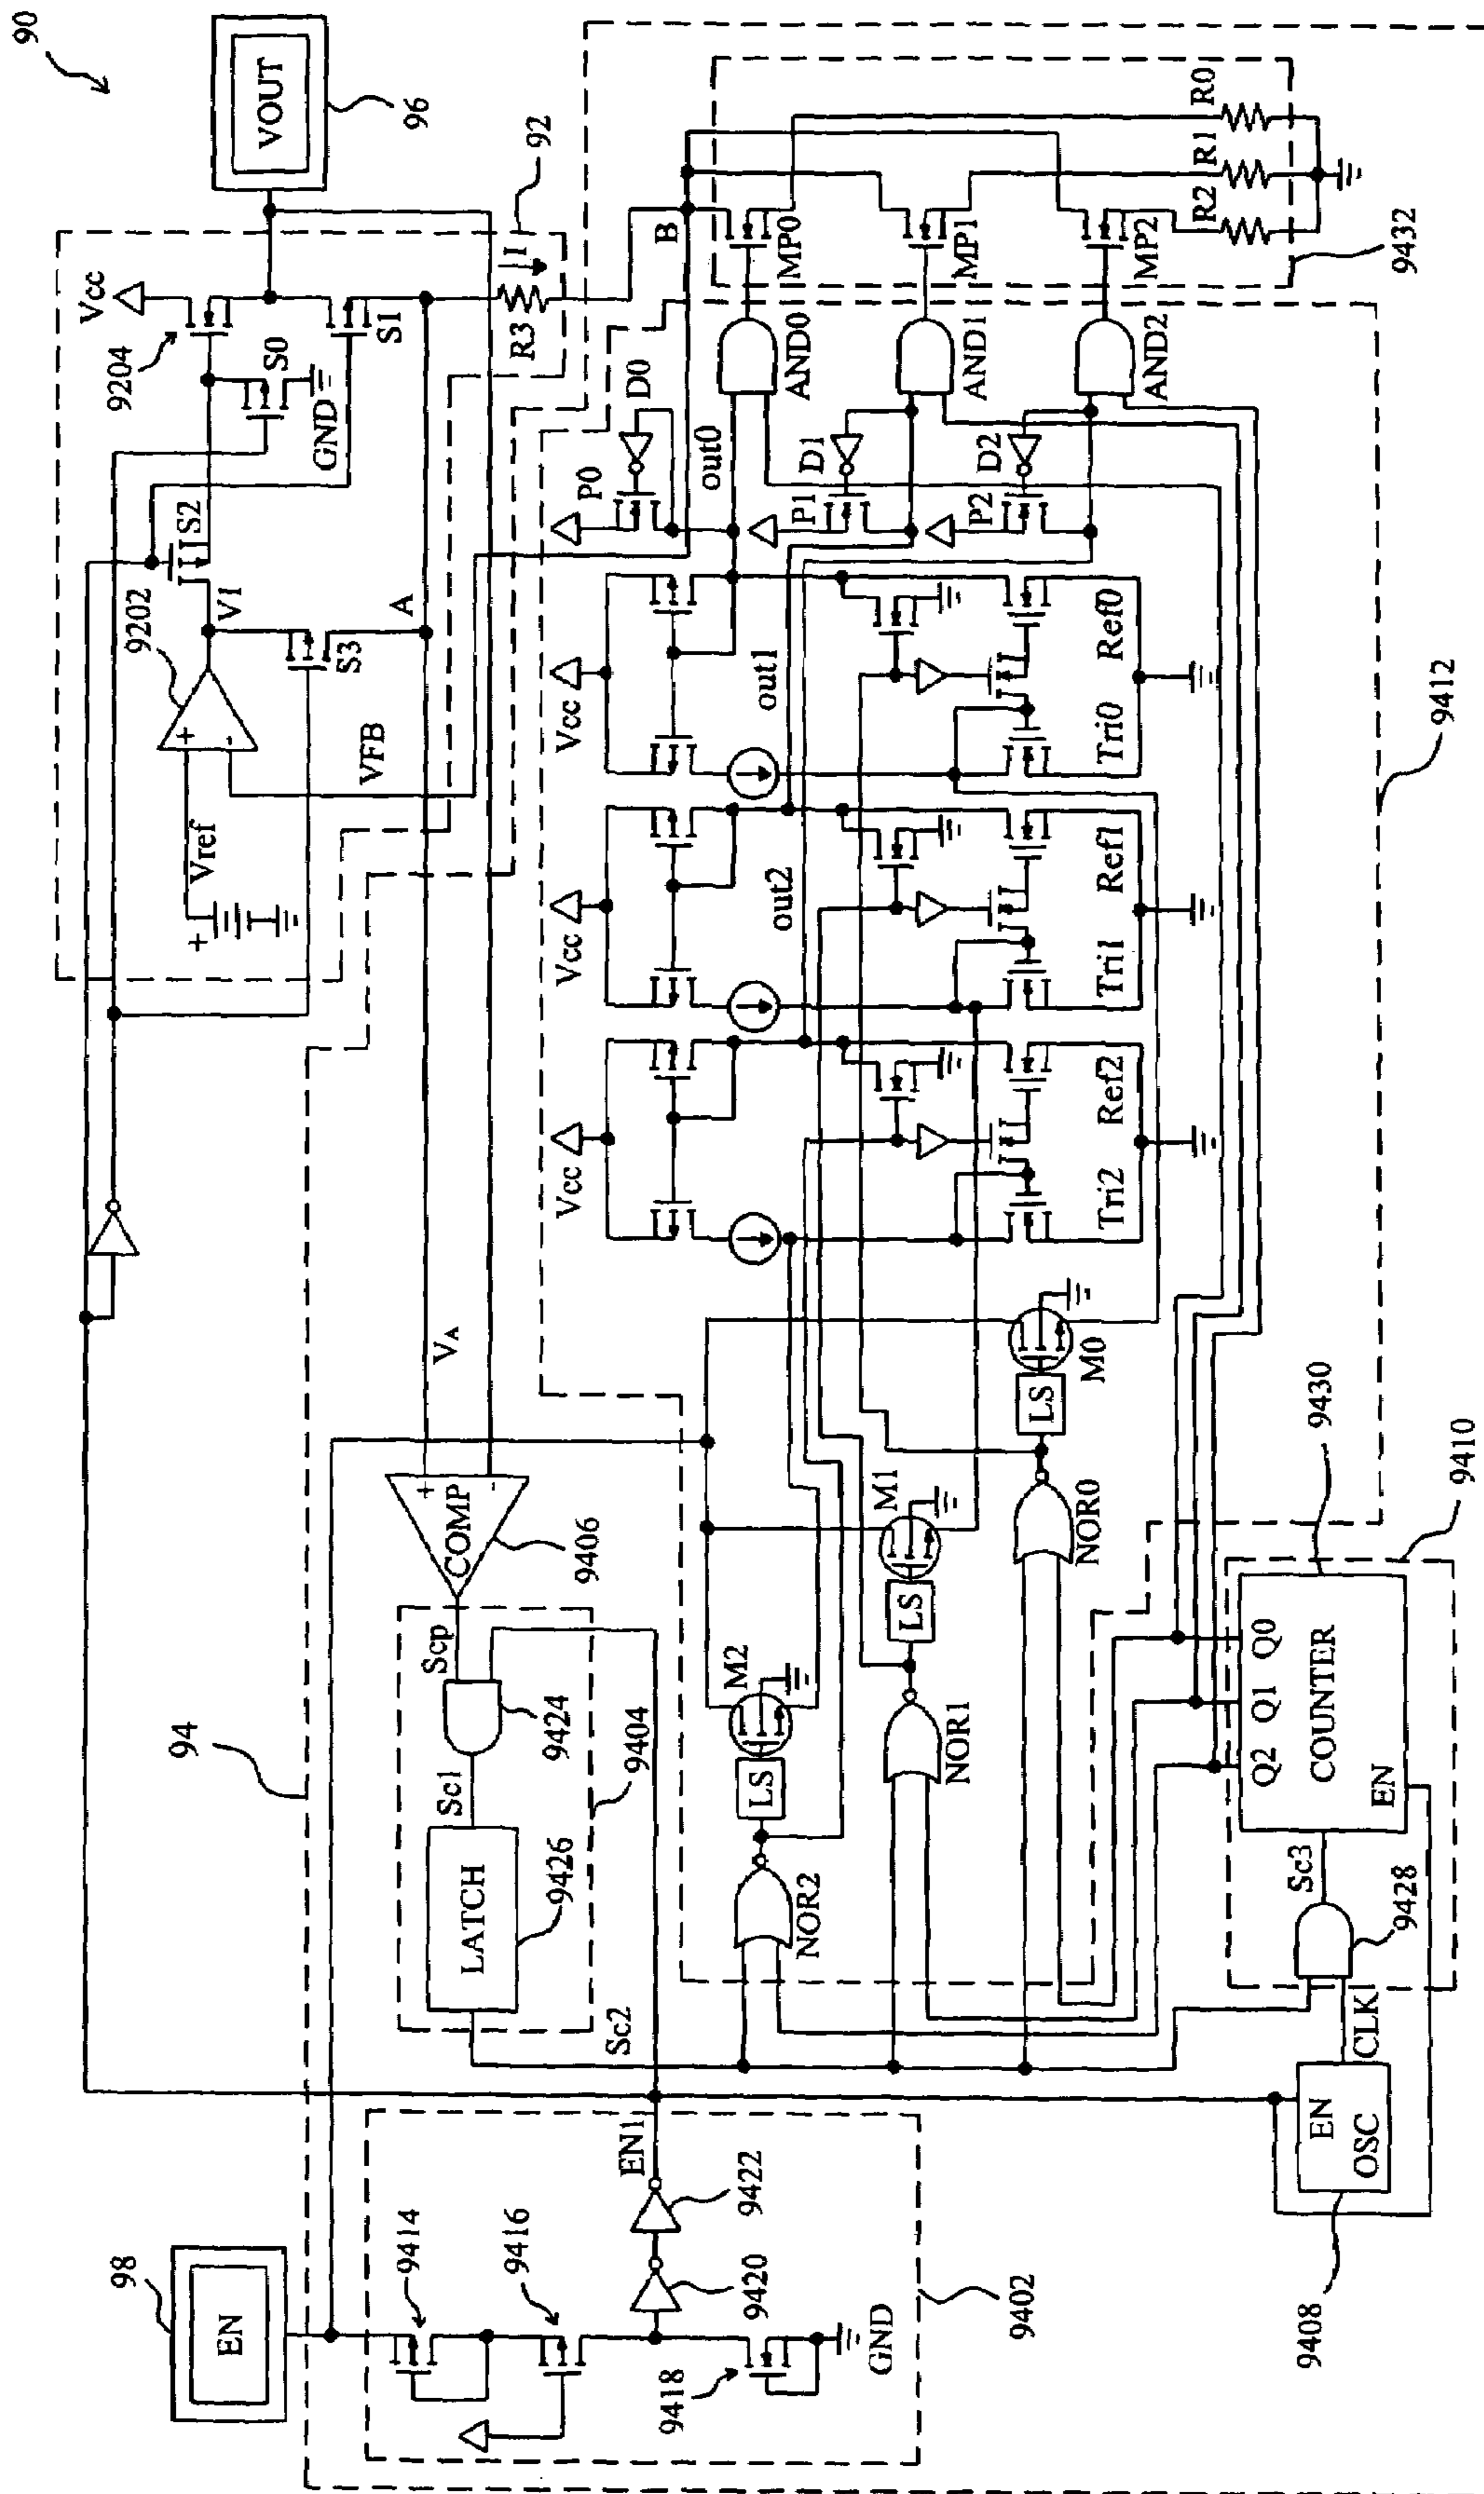 90
VOUT
96
92
Vcc
9204
S0
S1
GND
S2
9202
V1
S3
A
+
-
VFB
Vref
+
R3
I
B
R0
R1
R2
MP0
MP1
MP2
9432
AND0
AND1
AND2
P0
D0
P1
D1
P2
D2
out0
out1
out2
Vcc
Vcc
Vcc
Tri0
Ref0
Tri1
Ref1
Tri2
Ref2
9412
VA
+
-
COMP
9406
Scp
9424
Sc1
LATCH
9426
9404
Sc2
94
M2
LS
M1
LS
M0
LS
NOR2
NOR1
NOR0
9430
9410
Q2 Q1 Q0
COUNTER
EN
Sc3
9428
CLK
EN
OSC
9408
98
EN
9414
9416
9418
GND
9420
9422
EN1
9402